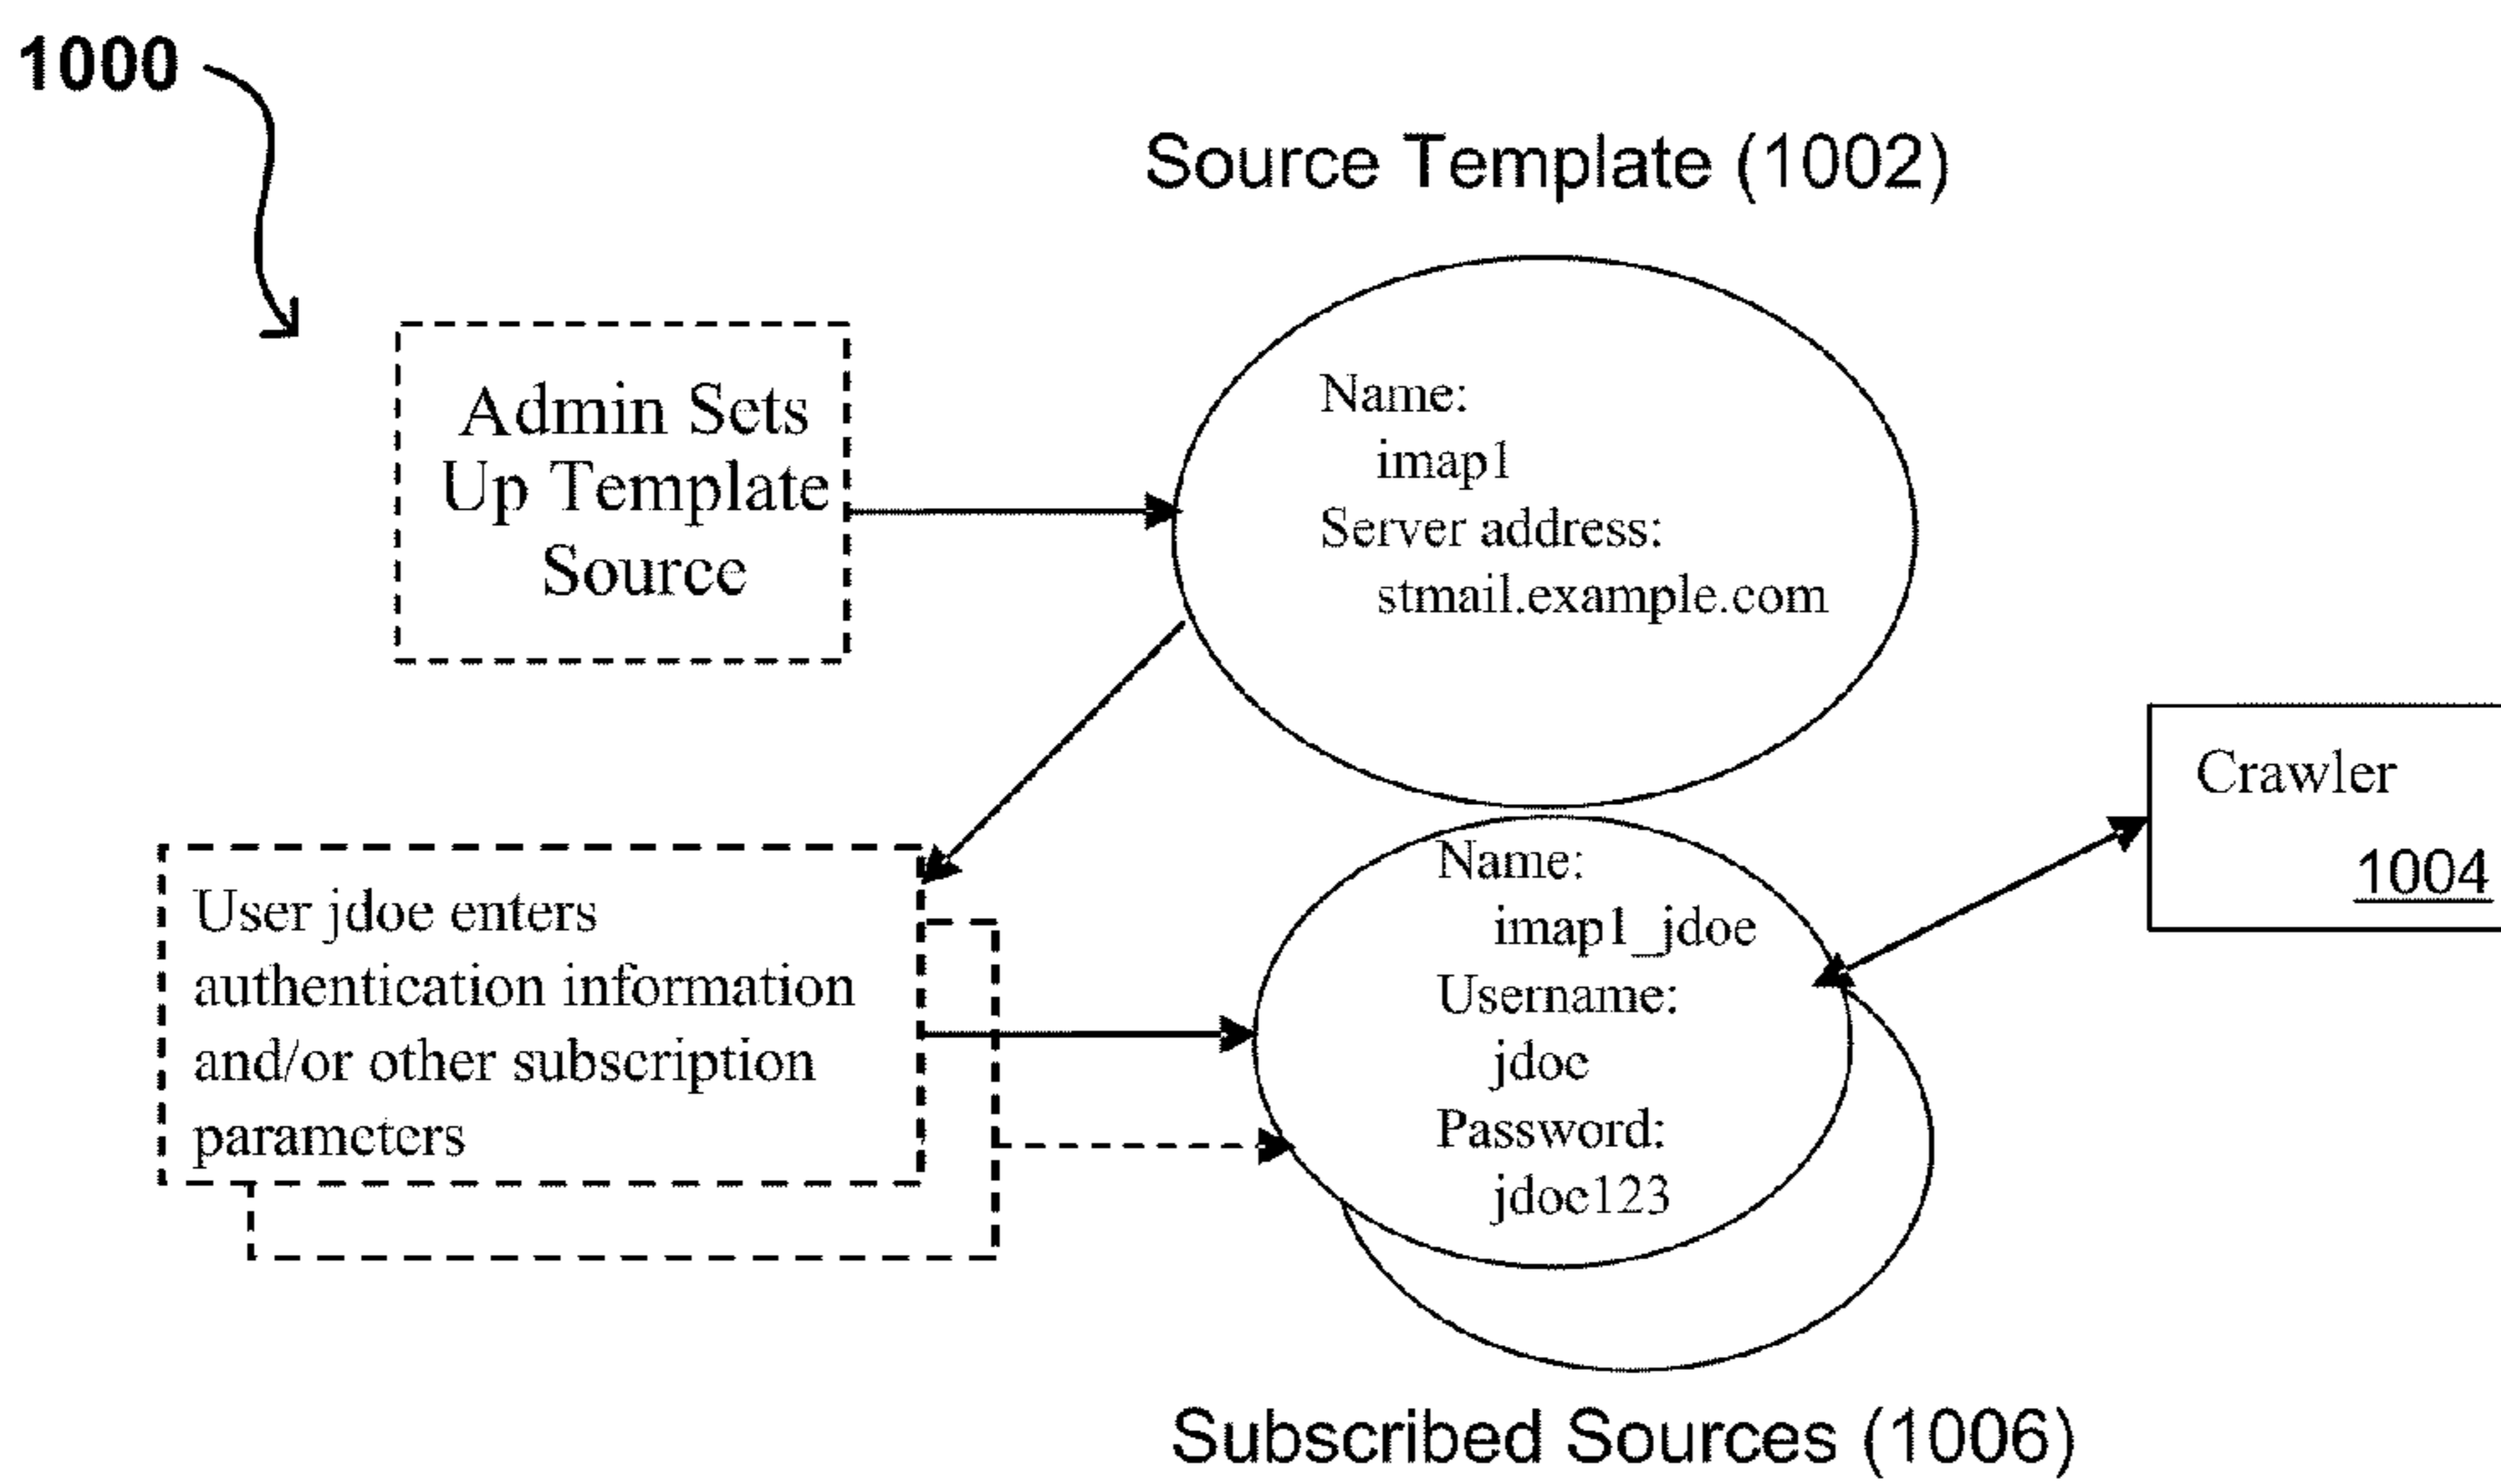 1000
Source Template (1002)
Admin Sets
Up Template
Source
Name:
imap1
Server address:
stmail.example.com
Crawler
1004
User jdoe enters
authentication information
and/or other subscription
parameters
Name:
imap1_jdoe
Username:
jdoe
Password:
jdoe123
Subscribed Sources (1006)